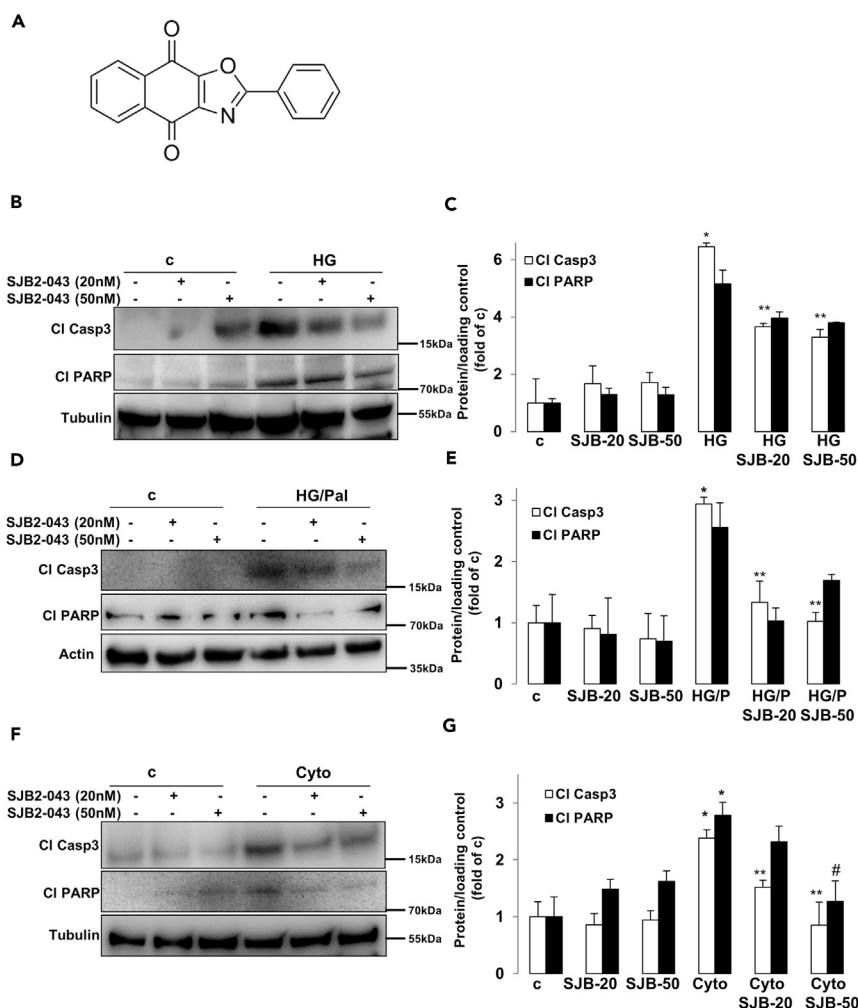 A
O
O
N
O
B
c HG
SJB2-043 (20nM) - + - - + -
SJB2-043 (50nM) - - + - - +
Cl Casp3
15kDa
Cl PARP
70kDa
Tubulin
55kDa
C
Protein/loading control
(fold of c)
6
4
2
0
Cl Casp3
Cl PARP
*
**
**
c SJB-20 SJB-50 HG HG HG
SJB-20 SJB-50
D
c HG/Pal
SJB2-043 (20nM) - + - - + -
SJB2-043 (50nM) - - + - - +
Cl Casp3
15kDa
Cl PARP
70kDa
Actin
35kDa
E
Protein/loading control
(fold of c)
3
2
1
0
Cl Casp3
Cl PARP
*
**
**
c SJB-20 SJB-50 HG/P HG/P HG/P
SJB-20 SJB-50
F
c Cyto
SJB2-043 (20nM) - + - - + -
SJB2-043 (50nM) - - + - - +
Cl Casp3
15kDa
Cl PARP
70kDa
Tubulin
55kDa
G
Protein/loading control
(fold of c)
3
2
1
0
Cl Casp3
Cl PARP
* *
**
** #
c SJB-20 SJB-50 Cyto Cyto Cyto
SJB-20 SJB-50